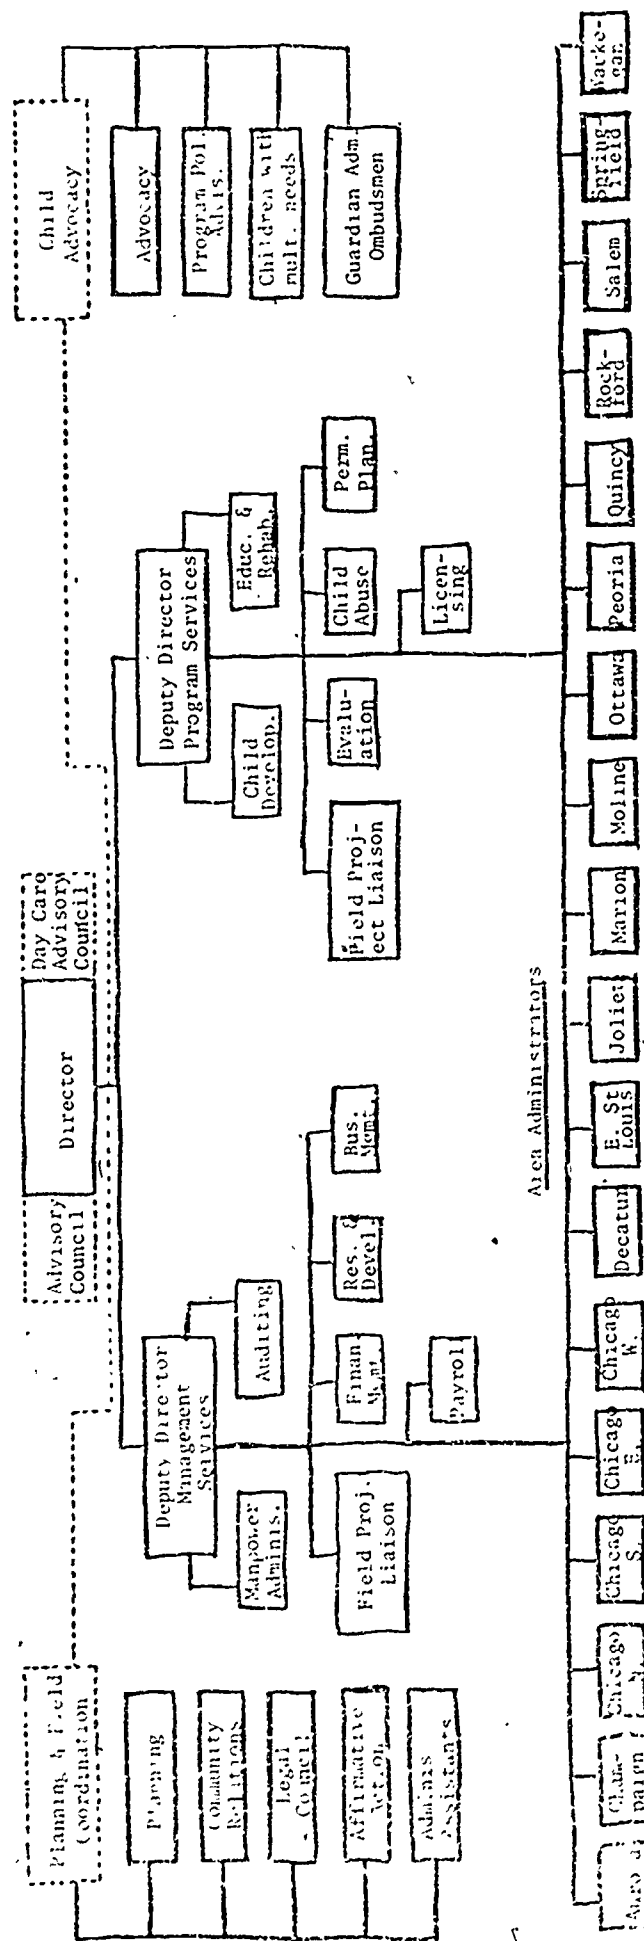 Planning & Field
Coordination
Planning
Community
Relations
Legal
Affirmative
Action
Adminis
Assistants
Advisory
Council
Director
Day Caro
Advisory
Council
Child
Advocacy
Advocacy
Program Pol.
Advis.
Children with
mult. needs
Guardian Adm.
Ombudsmen
Deputy Director
Management
Services
Manpower
Adminis.
Auditing
Field Proj.
Liaison
Finan.
Mgmt.
Res. &
Devel.
Bus.
Mgmt.
Payroll
Deputy Director
Program Services
Child
Develop.
Educ. &
Rehab.
Field Proj-
ect Liaison
Evalu-
ation
Child
Abuse
Perm.
Plan.
Licen-
sing
Area Administrators
Cham-
paign
Chicago
Chicago
S.
Chicago
Chicago
W.
Decatur
E. St
Louis
Joliet
Marion
Moline
Ottawa
Peoria
Quincy
Rock-
ford
Salem
Spring-
field
Wauke-
gan